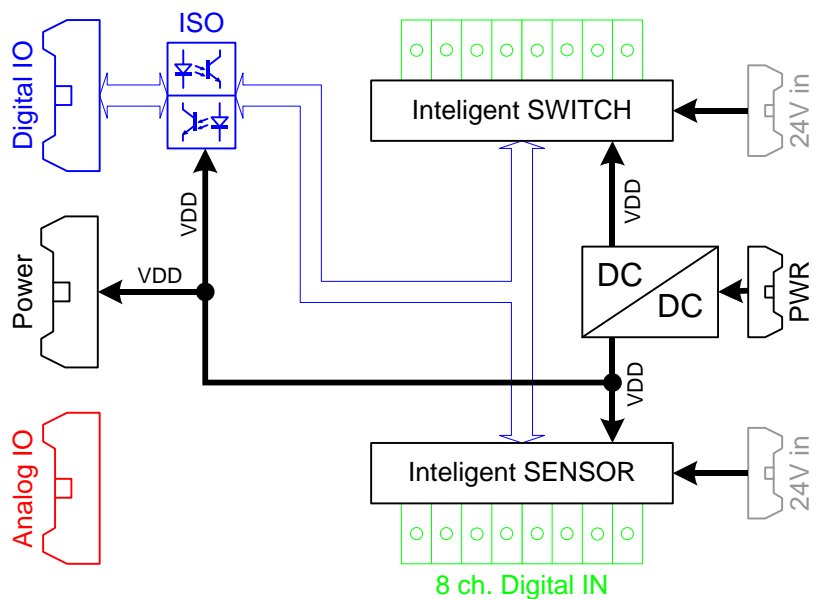 ISO
Digital IO
Inteligent SWITCH
24V in
VDD
VDD
Power
VDD
DC
DC
PWR
VDD
Analog IO
Inteligent SENSOR
24V in
8 ch. Digital IN